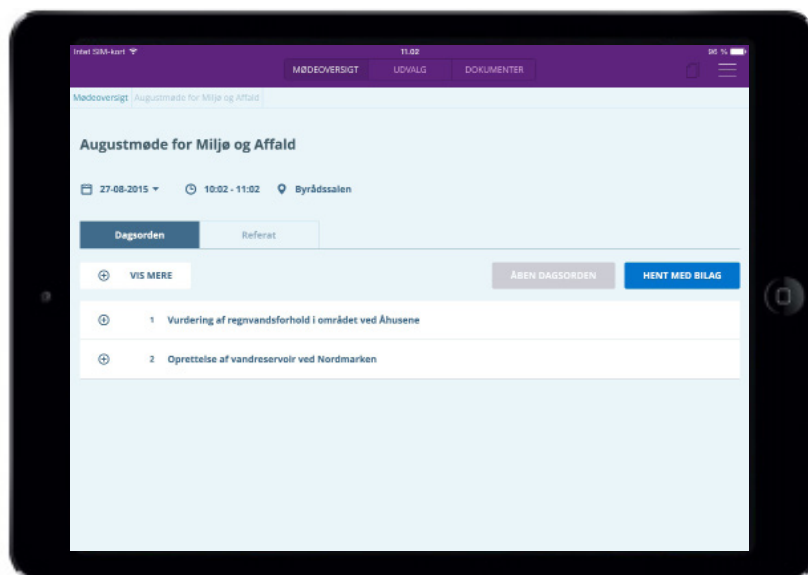 Intet SIM-kort 11.02 96 %
MØDEOVERSIGT UDVALG DOKUMENTER
Mødeoversigt Augustmøde for Miljø og Affald
Augustmøde for Miljø og Affald
27-08-2015 10:02 - 11:02 Byrådssalen
Dagsorden Referat
VIS MERE ÅBEN DAGSORDEN HENT MED BILAG
1 Vurdering af regnvandsforhold i området ved Åhusene
2 Oprettelse af vandreservoir ved Nordmarken